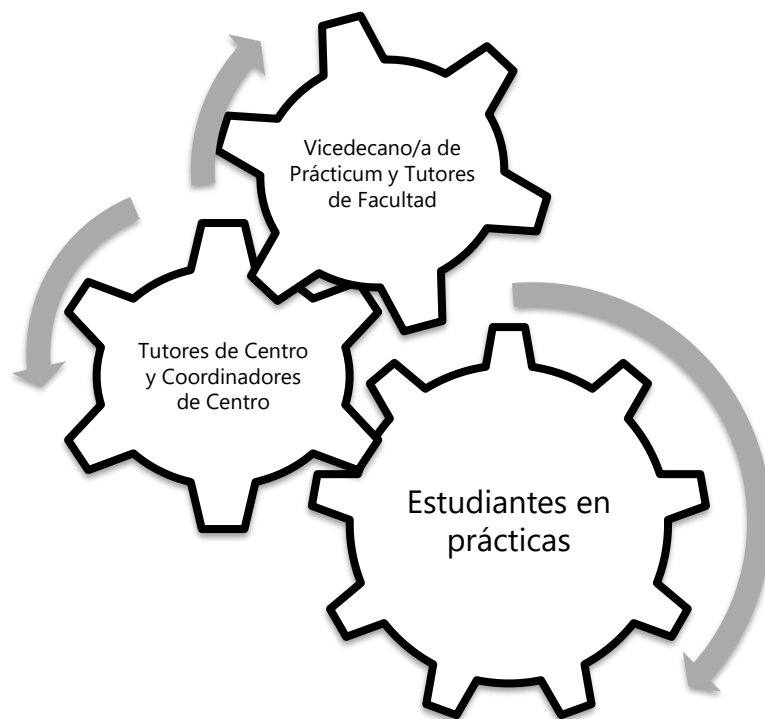 Vicedecano/a de
Prácticum y Tutores
de Facultad
Tutores de Centro
y Coordinadores
de Centro
Estudiantes en
prácticas